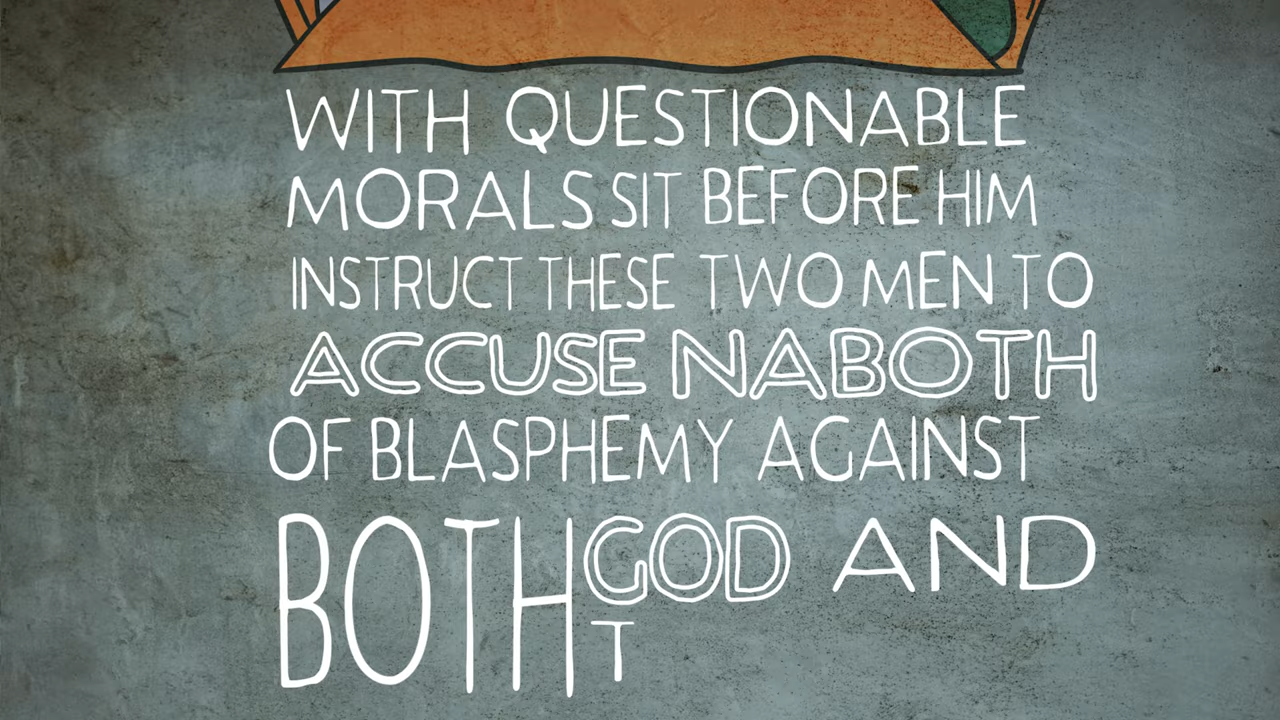 WITH QUESTIONABLE
MORALS SIT BEFORE HIM
INSTRUCT THESE TWO MEN TO
ACCUSE NABOTH
OF BLASPHEMY AGAINST
BOTH GOD AND
T